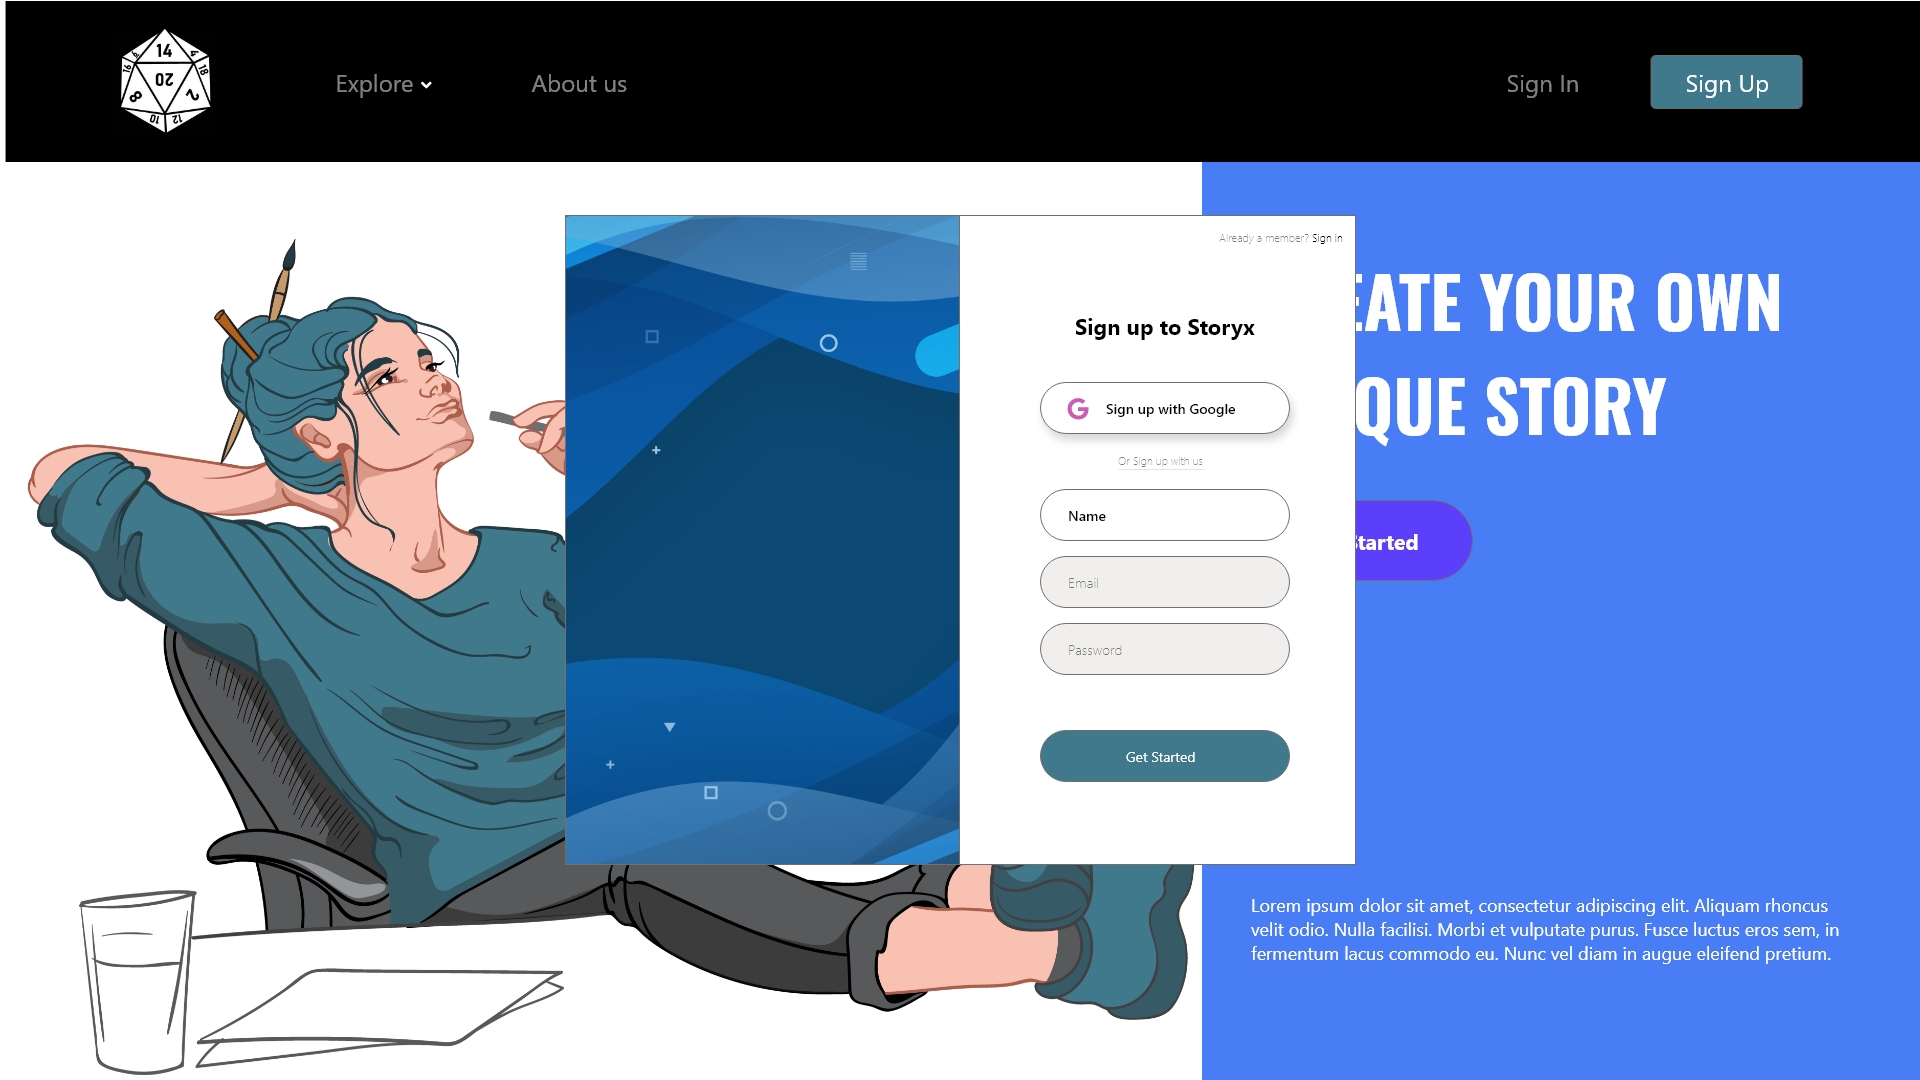 14
4
16
18
20
8
2
10
12
Explore
About us
Sign In
Sign Up
Already a member? Sign in
Sign up to Storyx
G Sign up with Google
Or Sign up with us
Name
Email
Password
Get Started
EATE YOUR OWN
QUE STORY
Started
Lorem ipsum dolor sit amet, consectetur adipiscing elit. Aliquam rhoncus
velit odio. Nulla facilisi. Morbi et vulputate purus. Fusce luctus eros sem, in
fermentum lacus commodo eu. Nunc vel diam in augue eleifend pretium.